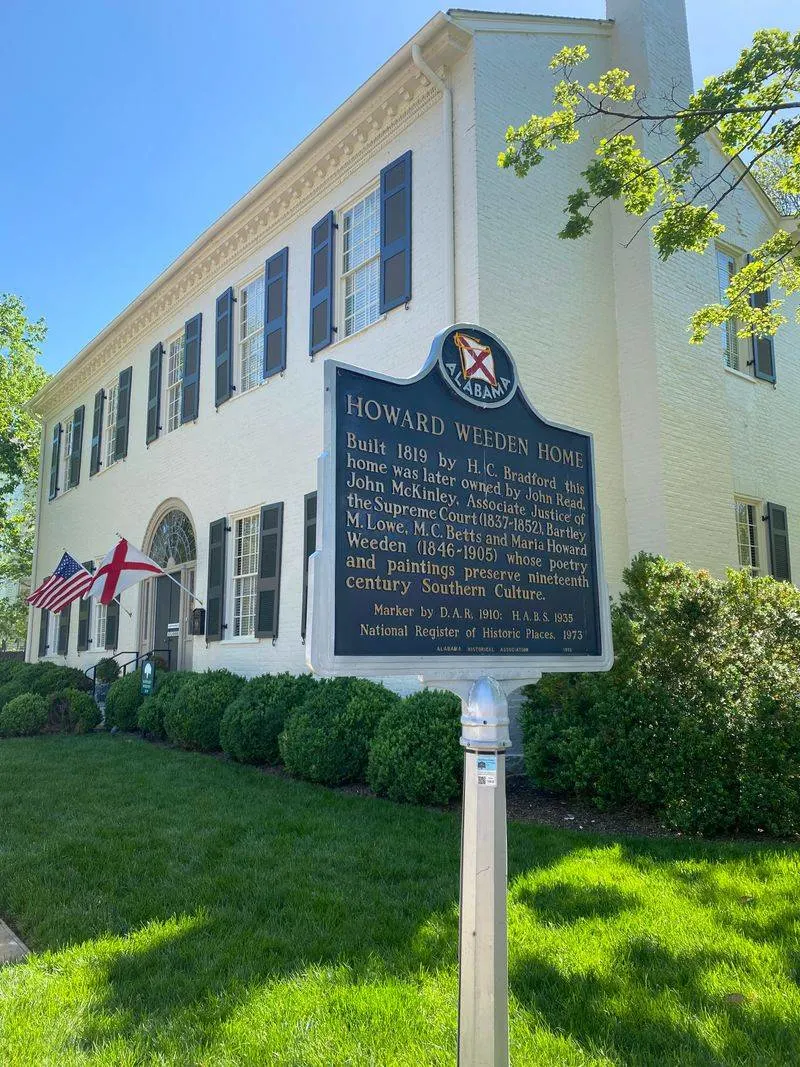 ALABAMA
HOWARD WEEDEN HOME
Built 1819 by H. C. Bradford this
home was later owned by John Read,
John McKinley, Associate Justice of
the Supreme Court (1837-1852), Bartley
M. Lowe, M.C. Betts and Maria Howard
Weeden (1846-1905) whose poetry
and paintings preserve nineteenth
century Southern Culture.
Marker by D.A.R. 1910: H.A.B.S. 1935
National Register of Historic Places, 1973
ALABAMA HISTORICAL ASSOCIATION